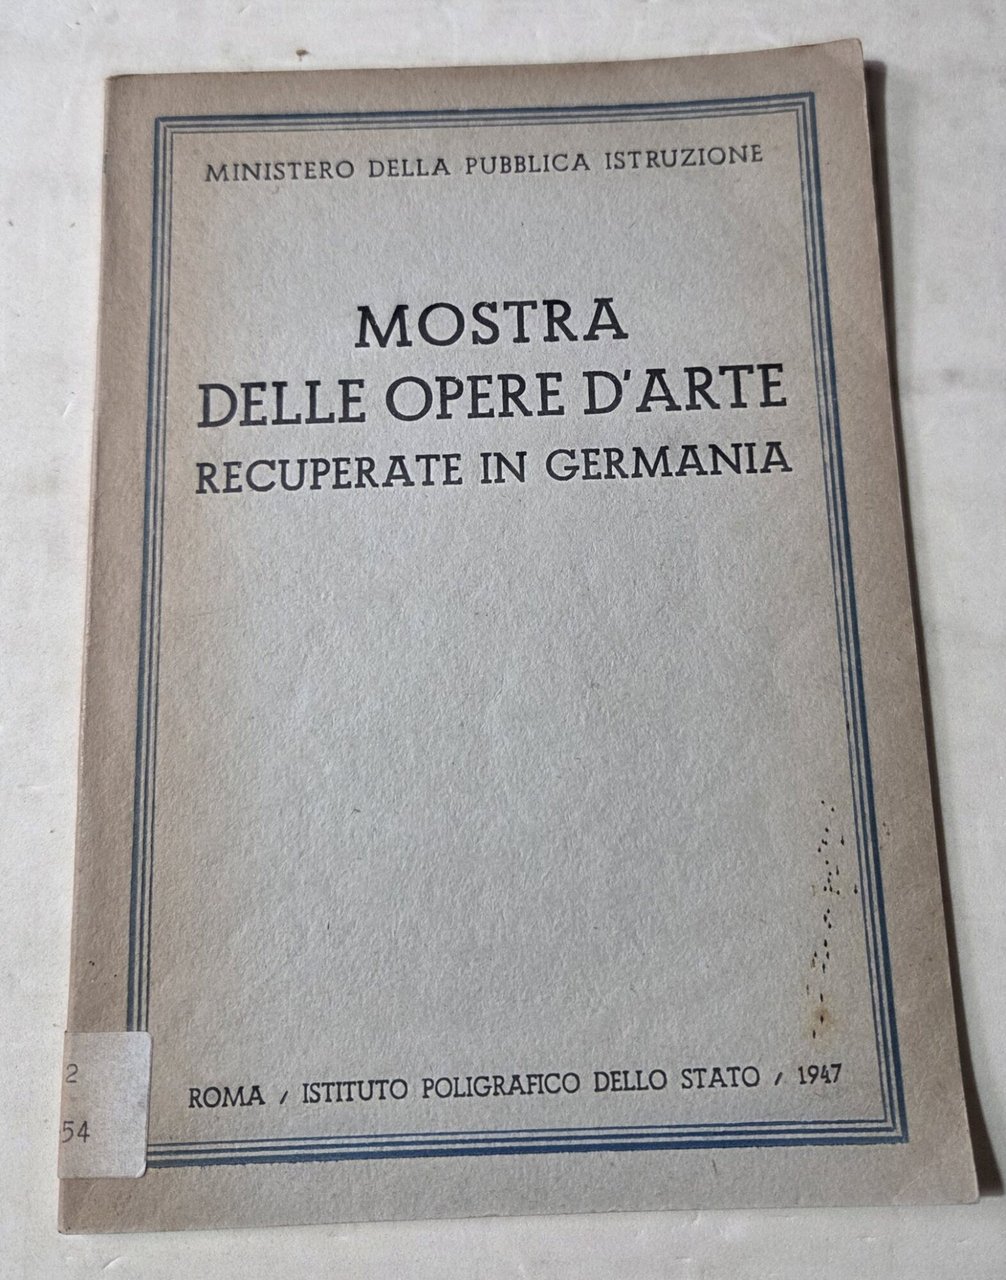 MINISTERO DELLA PUBBLICA ISTRUZIONE
MOSTRA
DELLE OPERE D'ARTE
RECUPERATE IN GERMANIA
2
54
ROMA / ISTITUTO POLIGRAFICO DELLO STATO / 1947